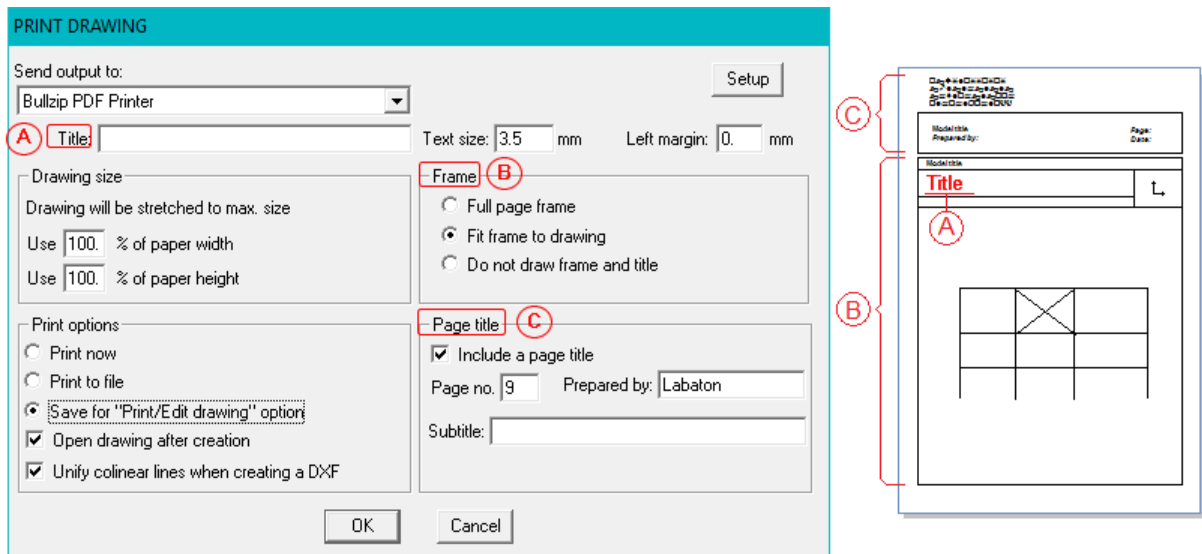 PRINT DRAWING
Send output to:
Setup
Bullzip PDF Printer
A Title: Text size: 3.5 mm Left margin: 0. mm
Drawing size
Drawing will be stretched to max. size
Use 100. % of paper width
Use 100. % of paper height
Frame B
Full page frame
Fit frame to drawing
Do not draw frame and title
Print options
Print now
Print to file
Save for "Print/Edit drawing" option
Open drawing after creation
Unify colinear lines when creating a DXF
Page title C
Include a page title
Page no. 9 Prepared by: Labaton
Subtitle:
OK Cancel
C
Model title Page:
Prepared by: Date:
Model title
Title
A
B